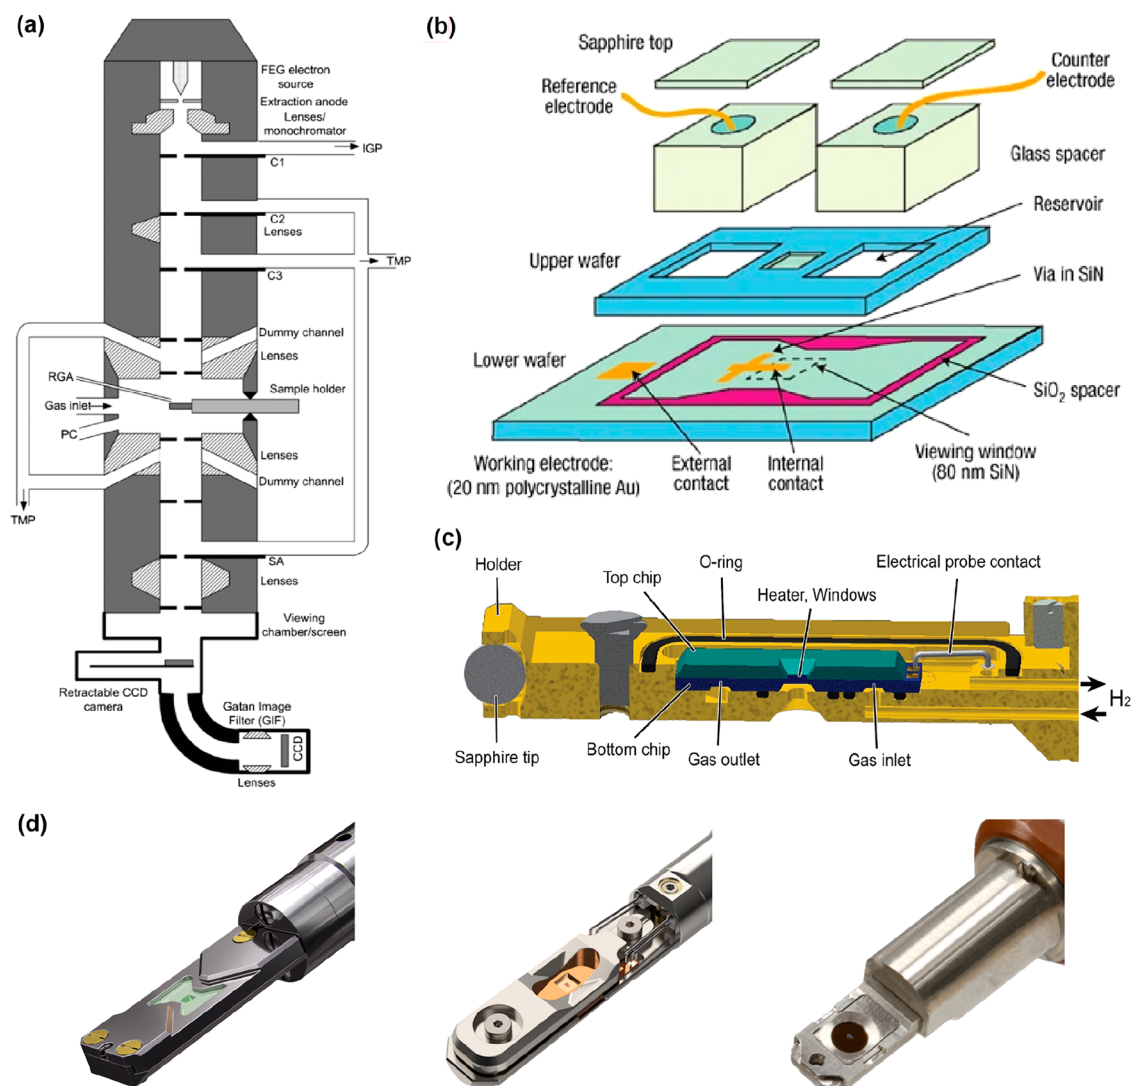 (a)
FEG electron
source
Extraction anode
Lenses/
monochromator
IGP
C1
C2
Lenses
TMP
C3
Dummy channel
Lenses
RGA
Sample holder
Gas inlet
PC
Lenses
Dummy channel
TMP
SA
Lenses
Viewing
chamber/screen
Retractable CCD
camera
Gatan Image
Filter (GIF)
CCD
Lenses
(b)
Sapphire top
Counter
electrode
Reference
electrode
Glass spacer
Reservoir
Upper wafer
Via in SiN
Lower wafer
SiO₂ spacer
Working electrode:
(20 nm polycrystalline Au)
External
contact
Internal
contact
Viewing window
(80 nm SiN)
(c)
Holder
O-ring
Electrical probe contact
Top chip
Heater, Windows
H₂
Sapphire tip
Bottom chip
Gas outlet
Gas inlet
(d)